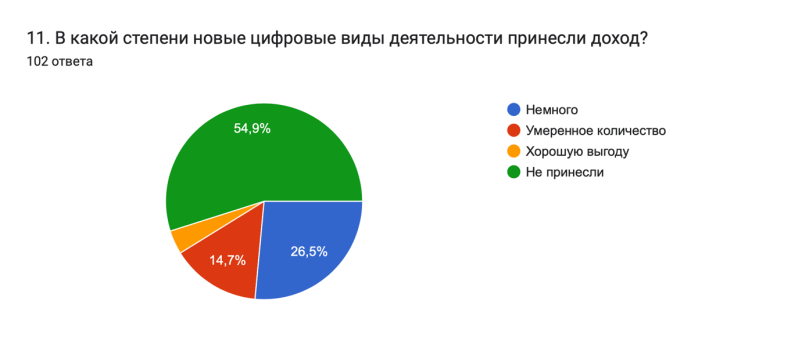 11. В какой степени новые цифровые виды деятельности принесли доход?
102 ответа
54,9%
14,7%
26,5%
Немного
Умеренное количество
Хорошую выгоду
Не принесли